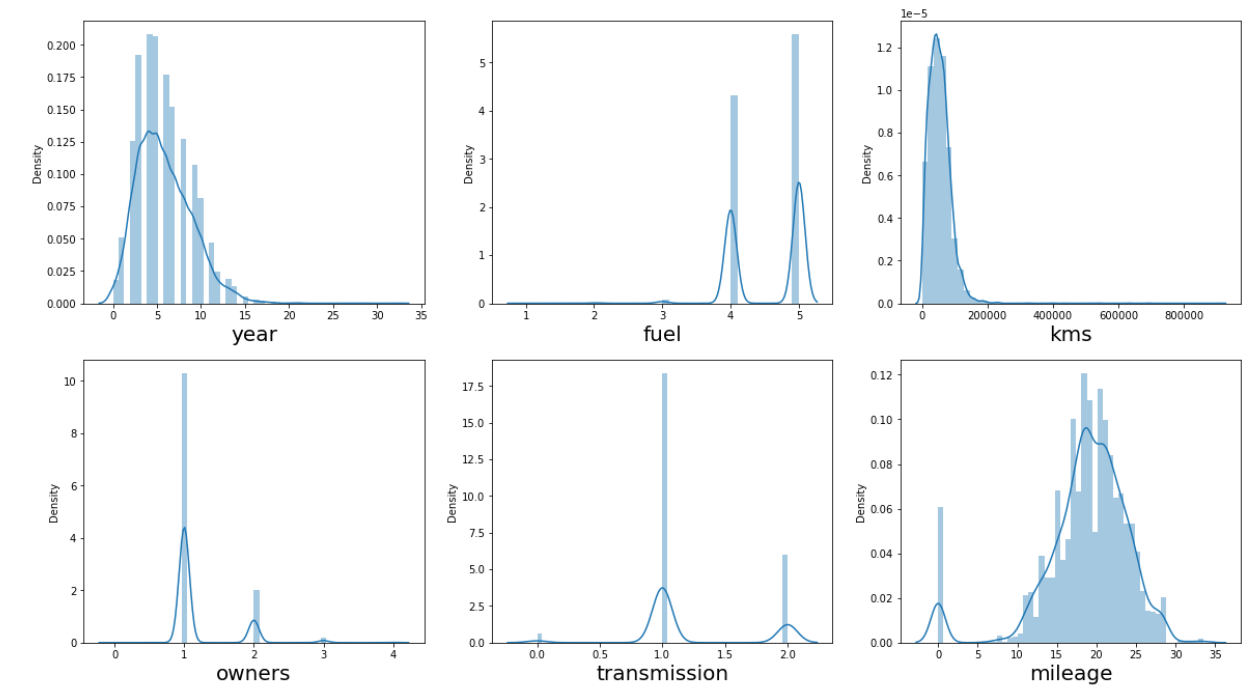 Density
0.200
0.175
0.150
0.125
0.100
0.075
0.050
0.025
0.000
0 5 10 15 20 25 30 35
year
Density
5
4
3
2
1
0
1 2 3 4 5
fuel
1e−5
Density
1.2
1.0
0.8
0.6
0.4
0.2
0.0
0 200000 400000 600000 800000
kms
Density
10
8
6
4
2
0
0 1 2 3 4
owners
Density
17.5
15.0
12.5
10.0
7.5
5.0
2.5
0.0
0.0 0.5 1.0 1.5 2.0
transmission
Density
0.12
0.10
0.08
0.06
0.04
0.02
0.00
0 5 10 15 20 25 30 35
mileage